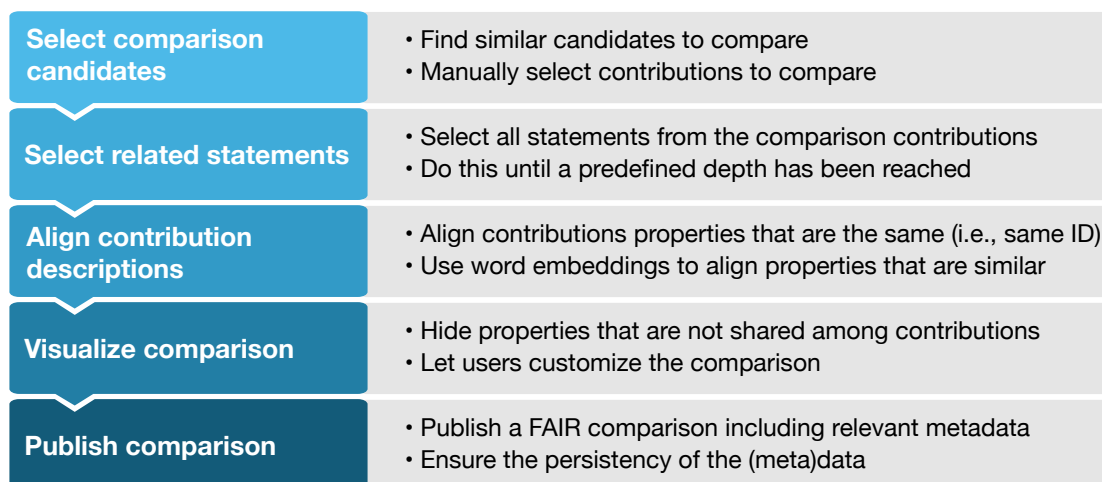 Select comparison
candidates
• Find similar candidates to compare
• Manually select contributions to compare
Select related statements
• Select all statements from the comparison contributions
• Do this until a predefined depth has been reached
Align contribution
descriptions
• Align contributions properties that are the same (i.e., same ID)
• Use word embeddings to align properties that are similar
Visualize comparison
• Hide properties that are not shared among contributions
• Let users customize the comparison
Publish comparison
• Publish a FAIR comparison including relevant metadata
• Ensure the persistency of the (meta)data